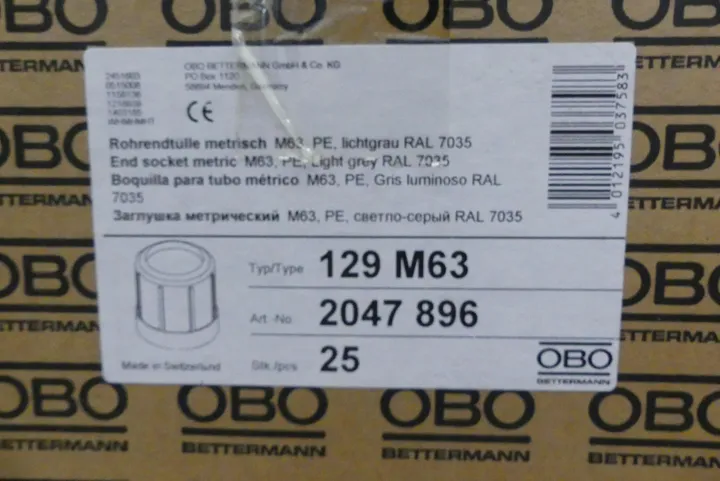 OBO BETTERMANN GmbH & Co. KG
PO Box 1120
58694 Menden, Germany
CE
Rohrendtülle metrisch M63, PE, lichtgrau RAL 7035
End socket metric M63, PE, Light grey RAL 7035
Boquilla para tubo métrico M63, PE, Gris luminoso RAL
7035
Заглушка метрический M63, PE, светло-серый RAL 7035
4 012195 037583
Typ/Type 129 M63
Art.-No. 2047 896
Stk./pcs 25
Made in Switzerland
OBO
BETTERMANN
OBO
BETTERMANN